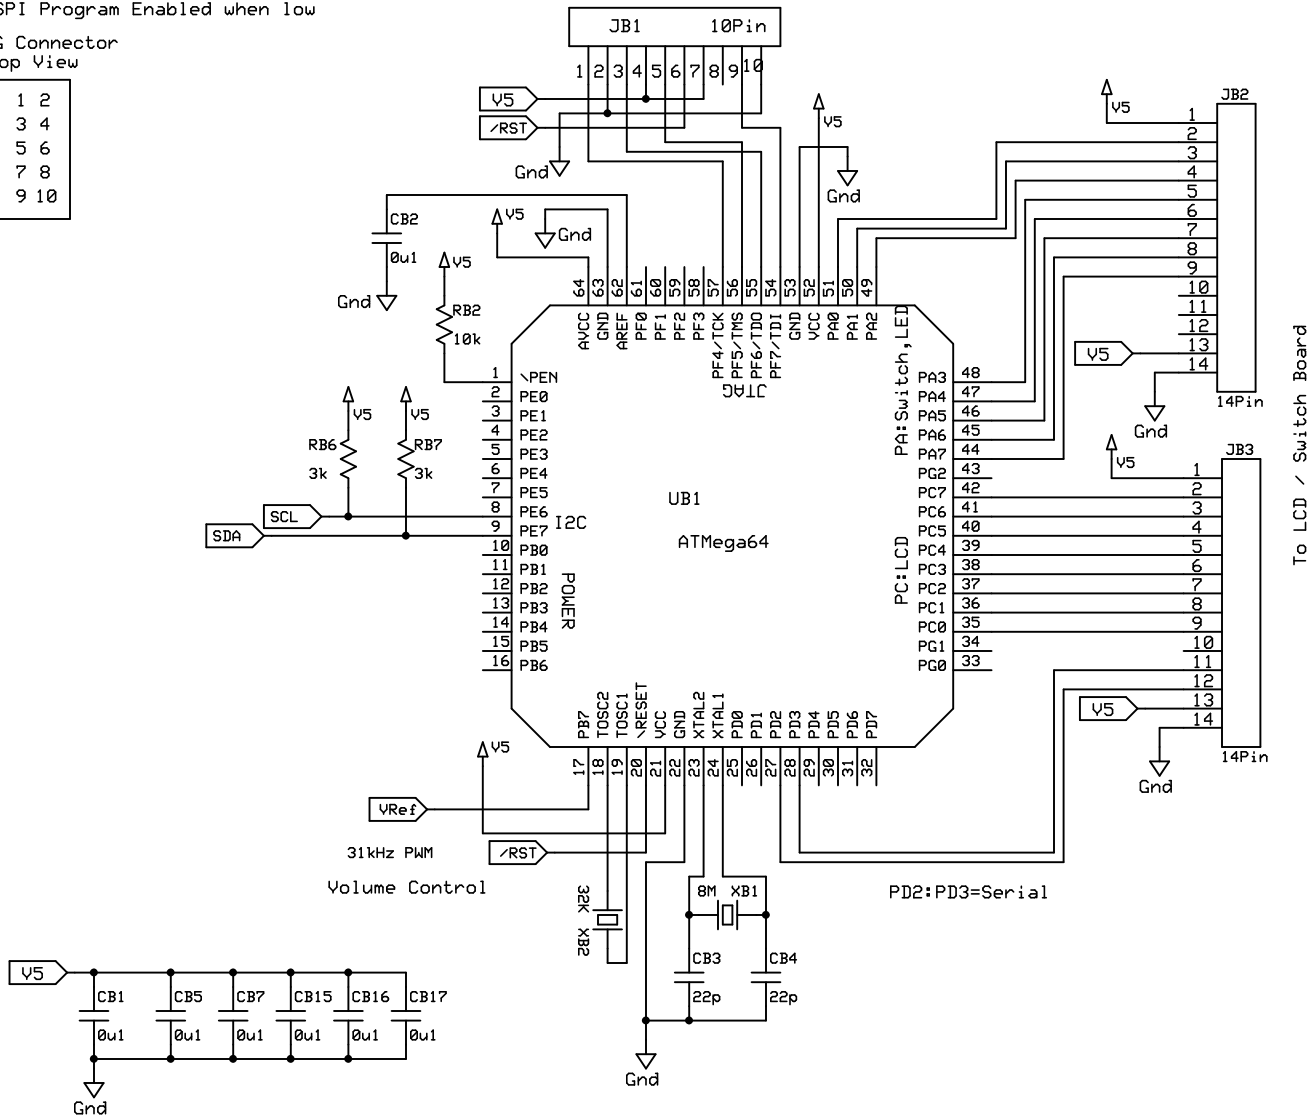 SPI Program Enabled when low
G Connector
op View
1 2
3 4
5 6
7 8
9 10
JB1 10Pin
1 2 3 4 5 6 7 8 9 10
V5
/RST
Gnd
V5
Gnd
CB2
0u1
Gnd
V5
Gnd
V5
RB2
10k
64 63 62 61 60 59 58 57 56 55 54 53 52 51 50 49
AVCC GND AREF PF0 PF1 PF2 PF3 PF4/TCK PF5/TMS PF6/TDO PF7/TDI GND VCC PA0 PA1 PA2
JTAG
PA:Switch,LED
V5
JB2
1
2
3
4
5
6
7
8
9
10
11
12
13
14
V5
Gnd
14Pin
To LCD / Switch Board
1 \PEN
2 PE0
3 PE1
4 PE2
5 PE3
6 PE4
7 PE5
8 PE6
9 PE7
10 PB0
11 PB1
12 PB2
13 PB3
14 PB4
15 PB5
16 PB6
I2C
POWER
V5
RB6
3k
V5
RB7
3k
SCL
SDA
UB1
ATMega64
PA3 48
PA4 47
PA5 46
PA6 45
PA7 44
PG2 43
PC7 42
PC6 41
PC5 40
PC4 39
PC3 38
PC2 37
PC1 36
PC0 35
PG1 34
PG0 33
PC:LCD
V5
JB3
1
2
3
4
5
6
7
8
9
10
11
12
13
14
V5
Gnd
14Pin
PB7 TOSC2 TOSC1 \RESET VCC GND XTAL2 XTAL1 PD0 PD1 PD2 PD3 PD4 PD5 PD6 PD7
17 18 19 20 21 22 23 24 25 26 27 28 29 30 31 32
V5
VRef
31kHz PWM
Volume Control
/RST
32K XB2
8M XB1
CB3
22p
CB4
22p
Gnd
PD2:PD3=Serial
V5
CB1 CB5 CB7 CB15 CB16 CB17
0u1 0u1 0u1 0u1 0u1 0u1
Gnd